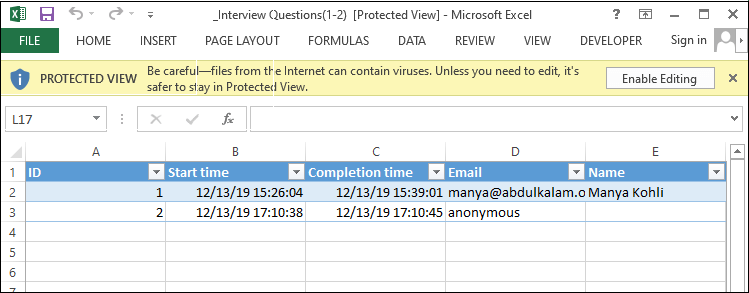 _Interview Questions(1-2) [Protected View] - Microsoft Excel
FILE HOME INSERT PAGE LAYOUT FORMULAS DATA REVIEW VIEW DEVELOPER Sign in
PROTECTED VIEW Be careful—files from the Internet can contain viruses. Unless you need to edit, it's
safer to stay in Protected View.
Enable Editing
L17 fx
A B C D E
1 ID Start time Completion time Email Name
2 1 12/13/19 15:26:04 12/13/19 15:39:01 manya@abdulkalam.o Manya Kohli
3 2 12/13/19 17:10:38 12/13/19 17:10:45 anonymous
4
5
6
7